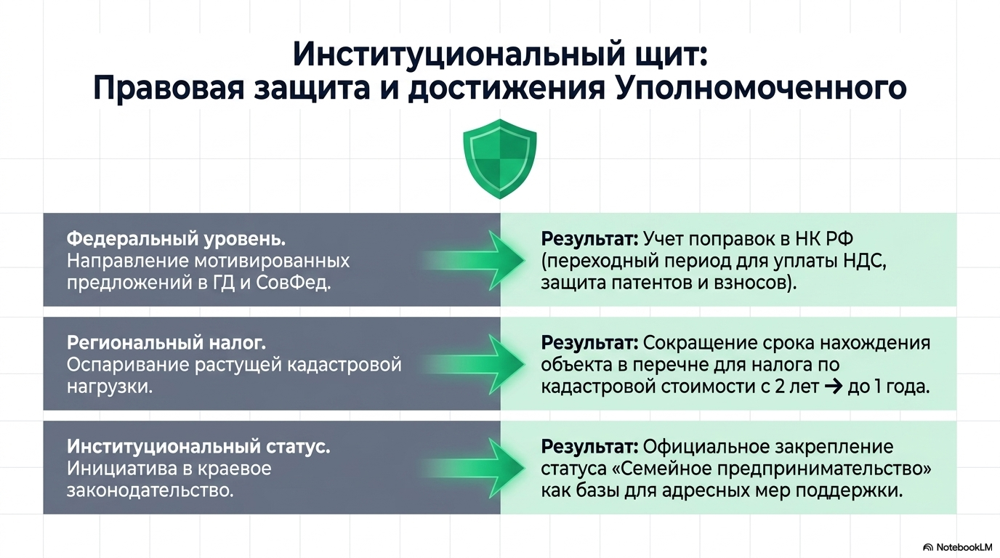 Институциональный щит:
Правовая защита и достижения Уполномоченного
Федеральный уровень.
Направление мотивированных
предложений в ГД и СовФед.
Результат: Учет поправок в НК РФ
(переходный период для уплаты НДС,
защита патентов и взносов).
Региональный налог.
Оспаривание растущей кадастровой
нагрузки.
Результат: Сокращение срока нахождения
объекта в перечне для налога по
кадастровой стоимости с 2 лет → до 1 года.
Институциональный статус.
Инициатива в краевое
законодательство.
Результат: Официальное закрепление
статуса «Семейное предпринимательство»
как базы для адресных мер поддержки.
NotebookLM